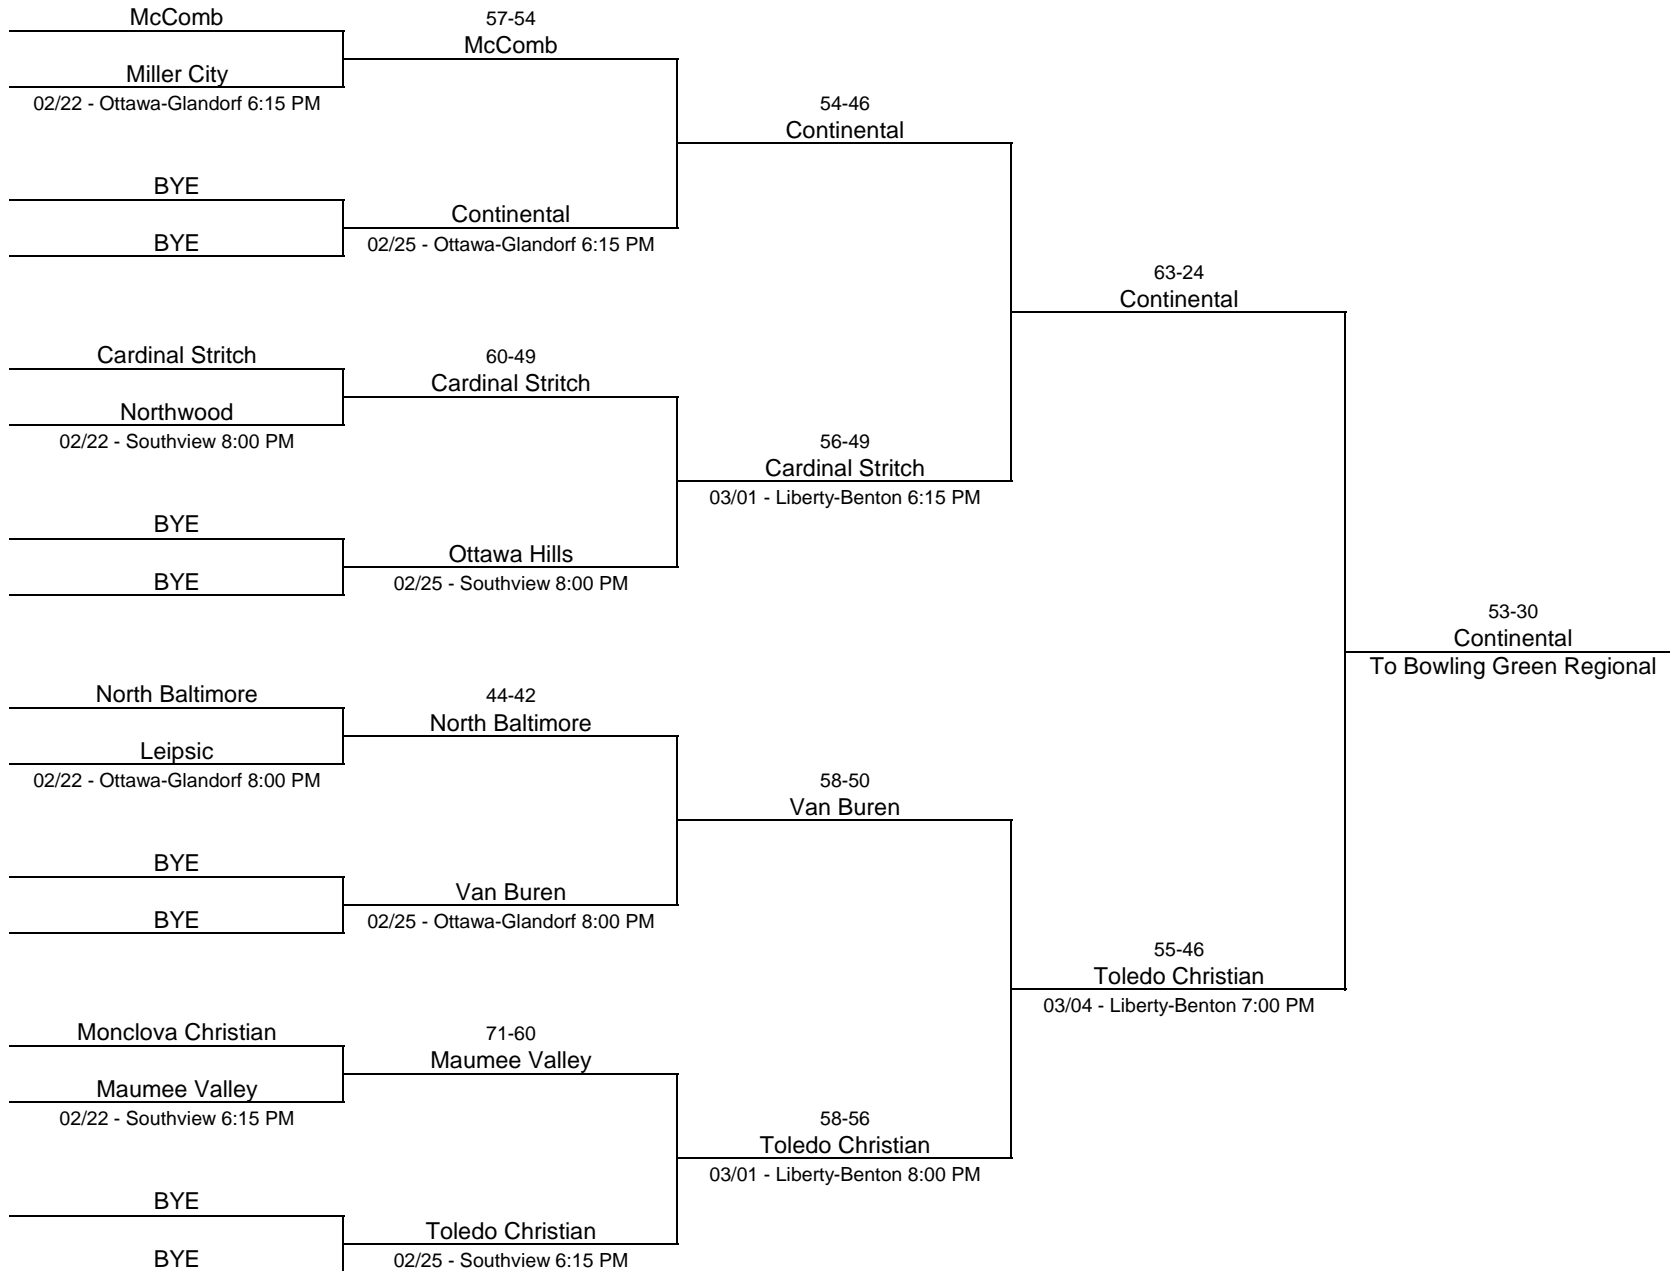 McComb
Miller City
02/22 - Ottawa-Glandorf 6:15 PM
BYE
BYE
Cardinal Stritch
Northwood
02/22 - Southview 8:00 PM
BYE
BYE
North Baltimore
Leipsic
02/22 - Ottawa-Glandorf 8:00 PM
BYE
BYE
Monclova Christian
Maumee Valley
02/22 - Southview 6:15 PM
BYE
BYE
57-54
McComb
Continental
02/25 - Ottawa-Glandorf 6:15 PM
60-49
Cardinal Stritch
Ottawa Hills
02/25 - Southview 8:00 PM
44-42
North Baltimore
Van Buren
02/25 - Ottawa-Glandorf 8:00 PM
71-60
Maumee Valley
Toledo Christian
02/25 - Southview 6:15 PM
54-46
Continental
56-49
Cardinal Stritch
03/01 - Liberty-Benton 6:15 PM
58-50
Van Buren
58-56
Toledo Christian
03/01 - Liberty-Benton 8:00 PM
63-24
Continental
55-46
Toledo Christian
03/04 - Liberty-Benton 7:00 PM
53-30
Continental
To Bowling Green Regional